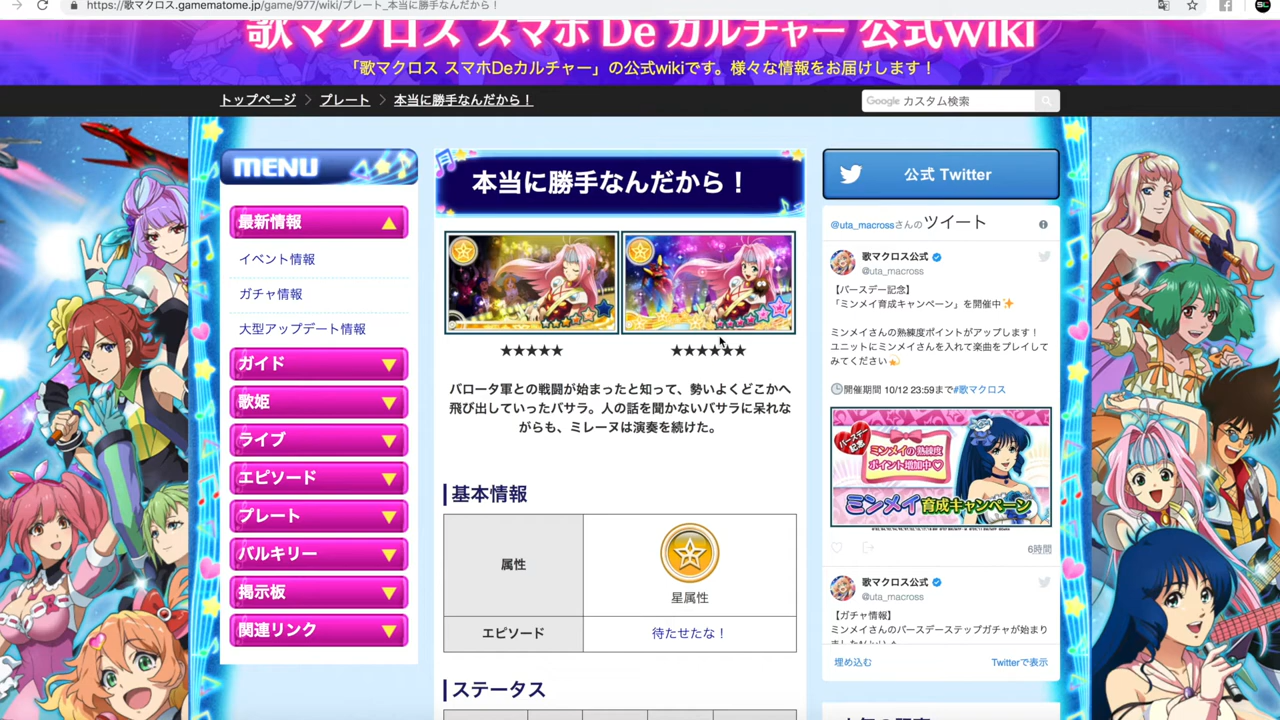 https://歌マクロス.gamematome.jp/game/977/wiki/プレート_本当に勝手なんだから！
歌マクロス スマホ De カルチャー 公式wiki
「歌マクロス スマホDeカルチャー」の公式wikiです。様々な情報をお届けします！
トップページ > プレート > 本当に勝手なんだから！
Google カスタム検索
MENU
最新情報
イベント情報
ガチャ情報
大型アップデート情報
ガイド
歌姫
ライブ
エピソード
プレート
バルキリー
掲示板
関連リンク
本当に勝手なんだから！
★★★★★
★★★★★★
バロータ軍との戦闘が始まったと知って、勢いよくどこかへ
飛び出していったバサラ。人の話を聞かないバサラに呆れな
がらも、ミレーヌは演奏を続けた。
基本情報
属性
星属性
エピソード
待たせたな！
ステータス
公式 Twitter
@uta_macrossさんのツイート
歌マクロス公式
@uta_macross
【バースデー記念】
「ミンメイ育成キャンペーン」を開催中✨
ミンメイさんの熟練度ポイントがアップします！
ユニットにミンメイさんを入れて楽曲をプレイして
みてください💫
🕒開催期間 10/12 23:59まで#歌マクロス
バースデー
記念
ミンメイの熟練度
ポイント増加中♡
ミンメイ育成キャンペーン
6時間
歌マクロス公式
@uta_macross
【ガチャ情報】
ミンメイさんのバースデーステップガチャが始まり
埋め込む
Twitterで表示